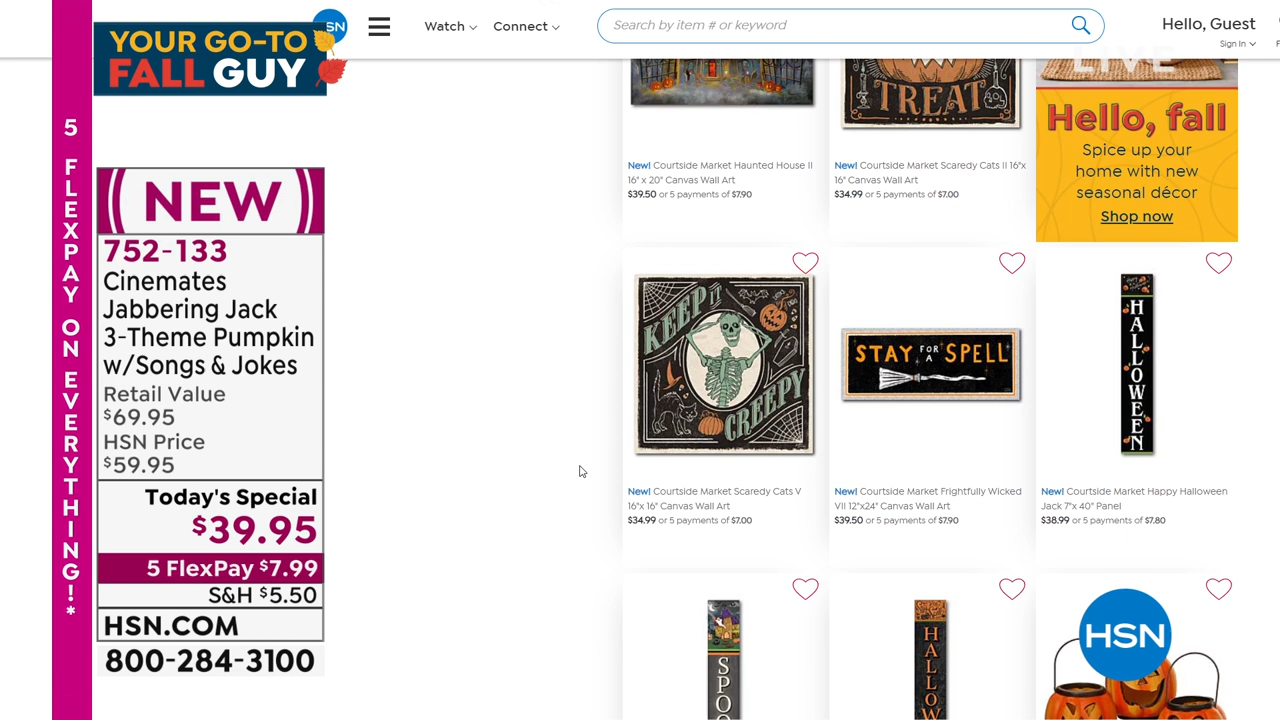 YOUR GO-TO
FALL GUY
HSN
Watch
Connect
Search by item # or keyword
Hello, Guest
Sign In
5 FLEXPAY ON EVERYTHING!*
NEW
752-133
Cinemates
Jabbering Jack
3-Theme Pumpkin
w/Songs & Jokes
Retail Value
$69.95
HSN Price
$59.95
Today's Special
$39.95
5 FlexPay $7.99
S&H $5.50
HSN.COM
800-284-3100
TREAT
LIVE
Hello, fall
Spice up your
home with new
seasonal décor
Shop now
New! Courtside Market Haunted House II
16" x 20" Canvas Wall Art
$39.50 or 5 payments of $7.90
New! Courtside Market Scaredy Cats II 16"x
16" Canvas Wall Art
$34.99 or 5 payments of $7.00
KEEP IT
CREEPY
STAY FOR A SPELL
HALLOWEEN
New! Courtside Market Scaredy Cats V
16"x 16" Canvas Wall Art
$34.99 or 5 payments of $7.00
New! Courtside Market Frightfully Wicked
VII 12"x24" Canvas Wall Art
$39.50 or 5 payments of $7.90
New! Courtside Market Happy Halloween
Jack 7"x 40" Panel
$38.99 or 5 payments of $7.80
SPOO
HALLOW
HSN